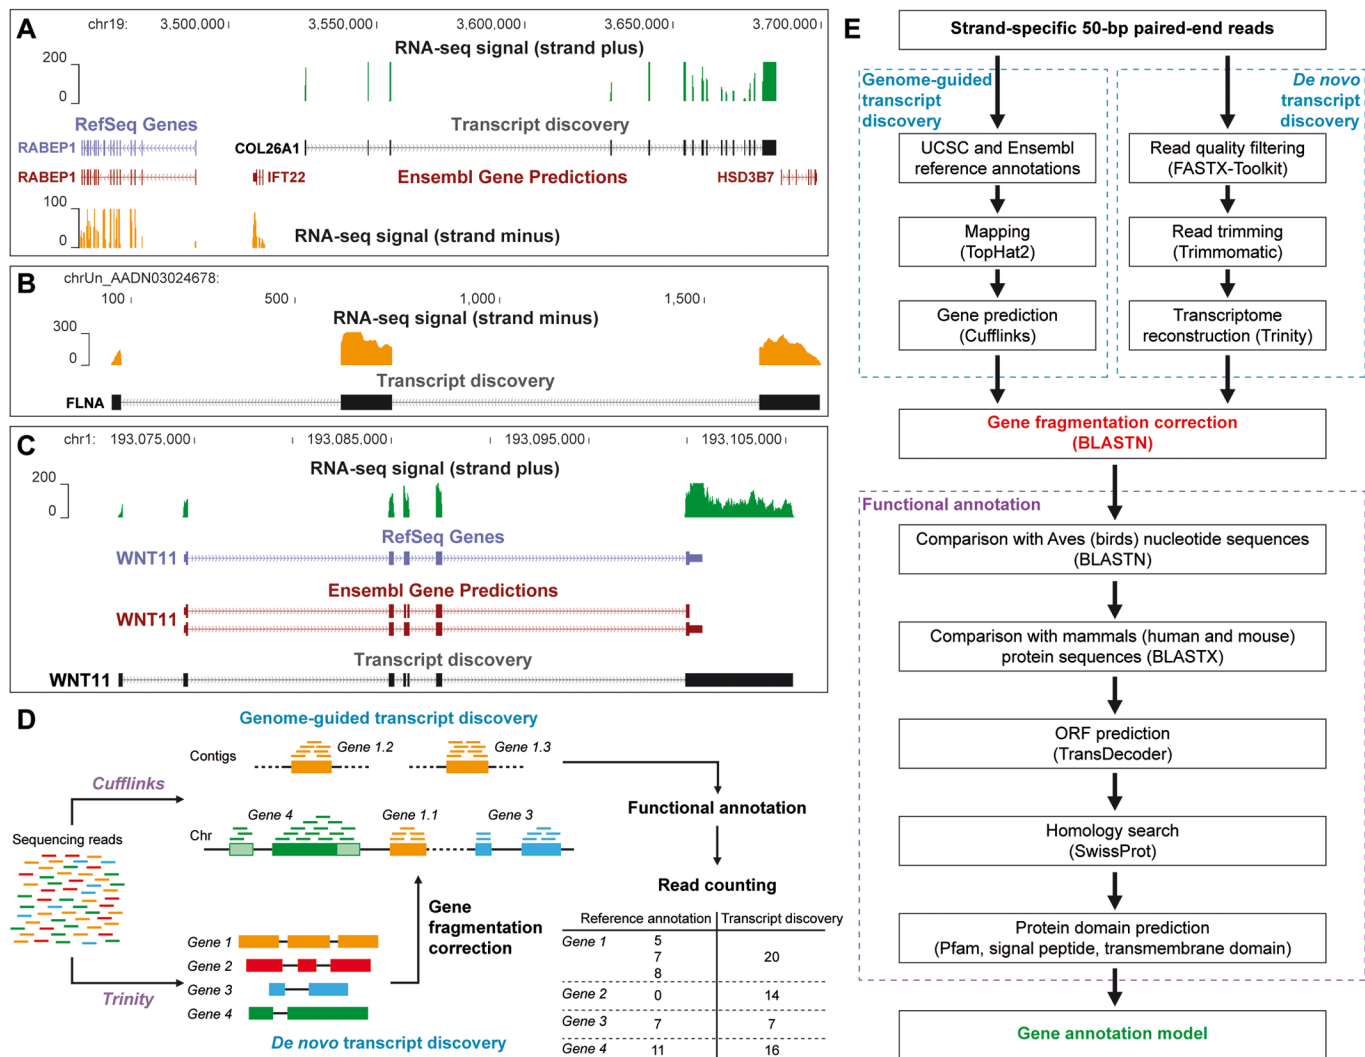 A
chr19: 3,500,000 3,550,000 3,600,000 3,650,000 3,700,000
RNA-seq signal (strand plus)
200
0
RefSeq Genes
Transcript discovery
RABEP1
COL26A1
RABEP1
IFT22
Ensembl Gene Predictions
HSD3B7
100
0
RNA-seq signal (strand minus)
B
chrUn_AADN03024678:
100 500 1,000 1,500
RNA-seq signal (strand minus)
300
0
Transcript discovery
FLNA
C
chr1: 193,075,000 193,085,000 193,095,000 193,105,000
RNA-seq signal (strand plus)
200
0
RefSeq Genes
WNT11
Ensembl Gene Predictions
WNT11
Transcript discovery
WNT11
D
Genome-guided transcript discovery
Contigs
Gene 1.2
Gene 1.3
Cufflinks
Functional annotation
Chr
Gene 4
Gene 1.1
Gene 3
Sequencing reads
Read counting
Gene
fragmentation
correction
Gene 1
Gene 2
Gene 3
Gene 4
Trinity
De novo transcript discovery
Reference annotation Transcript discovery
Gene 1
5
7
8
20
Gene 2 0 14
Gene 3 7 7
Gene 4 11 16
E
Strand-specific 50-bp paired-end reads
Genome-guided
transcript
discovery
De novo
transcript
discovery
UCSC and Ensembl
reference annotations
Read quality filtering
(FASTX-Toolkit)
Mapping
(TopHat2)
Read trimming
(Trimmomatic)
Gene prediction
(Cufflinks)
Transcriptome
reconstruction (Trinity)
Gene fragmentation correction
(BLASTN)
Functional annotation
Comparison with Aves (birds) nucleotide sequences
(BLASTN)
Comparison with mammals (human and mouse)
protein sequences (BLASTX)
ORF prediction
(TransDecoder)
Homology search
(SwissProt)
Protein domain prediction
(Pfam, signal peptide, transmembrane domain)
Gene annotation model